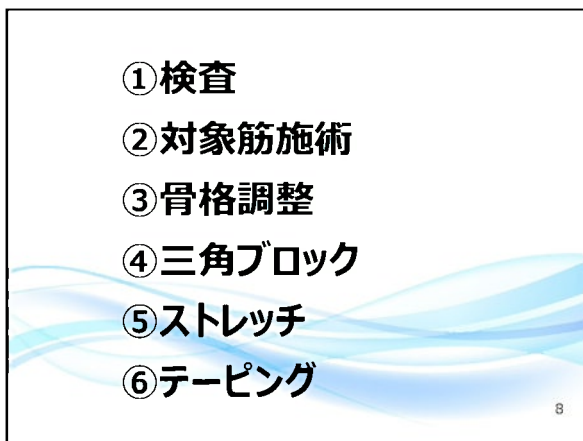 ①検査
②対象筋施術
③骨格調整
④三角ブロック
⑤ストレッチ
⑥テーピング
8